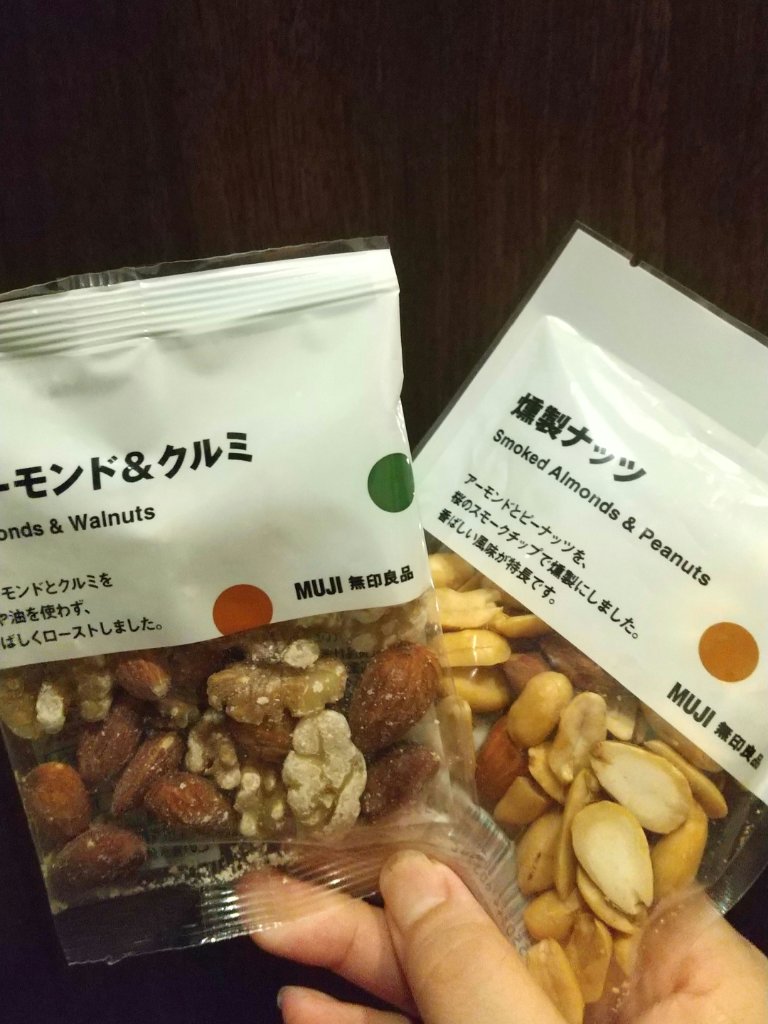 ーモンド&クルミ
onds & Walnuts
ーモンドとクルミを
や油を使わず、
ばしくローストしました。
MUJI 無印良品
燻製ナッツ
Smoked Almonds & Peanuts
アーモンドとピーナッツを、
桜のスモークチップで燻製にしました。
香ばしい風味が特長です。
MUJI 無印良品